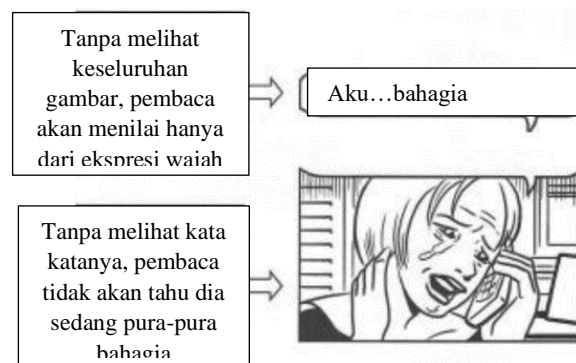 Tanpa melihat
keseluruhan
gambar, pembaca
akan menilai hanya
dari ekspresi wajah
Aku…bahagia
Tanpa melihat kata
katanya, pembaca
tidak akan tahu dia
sedang pura-pura
bahagia